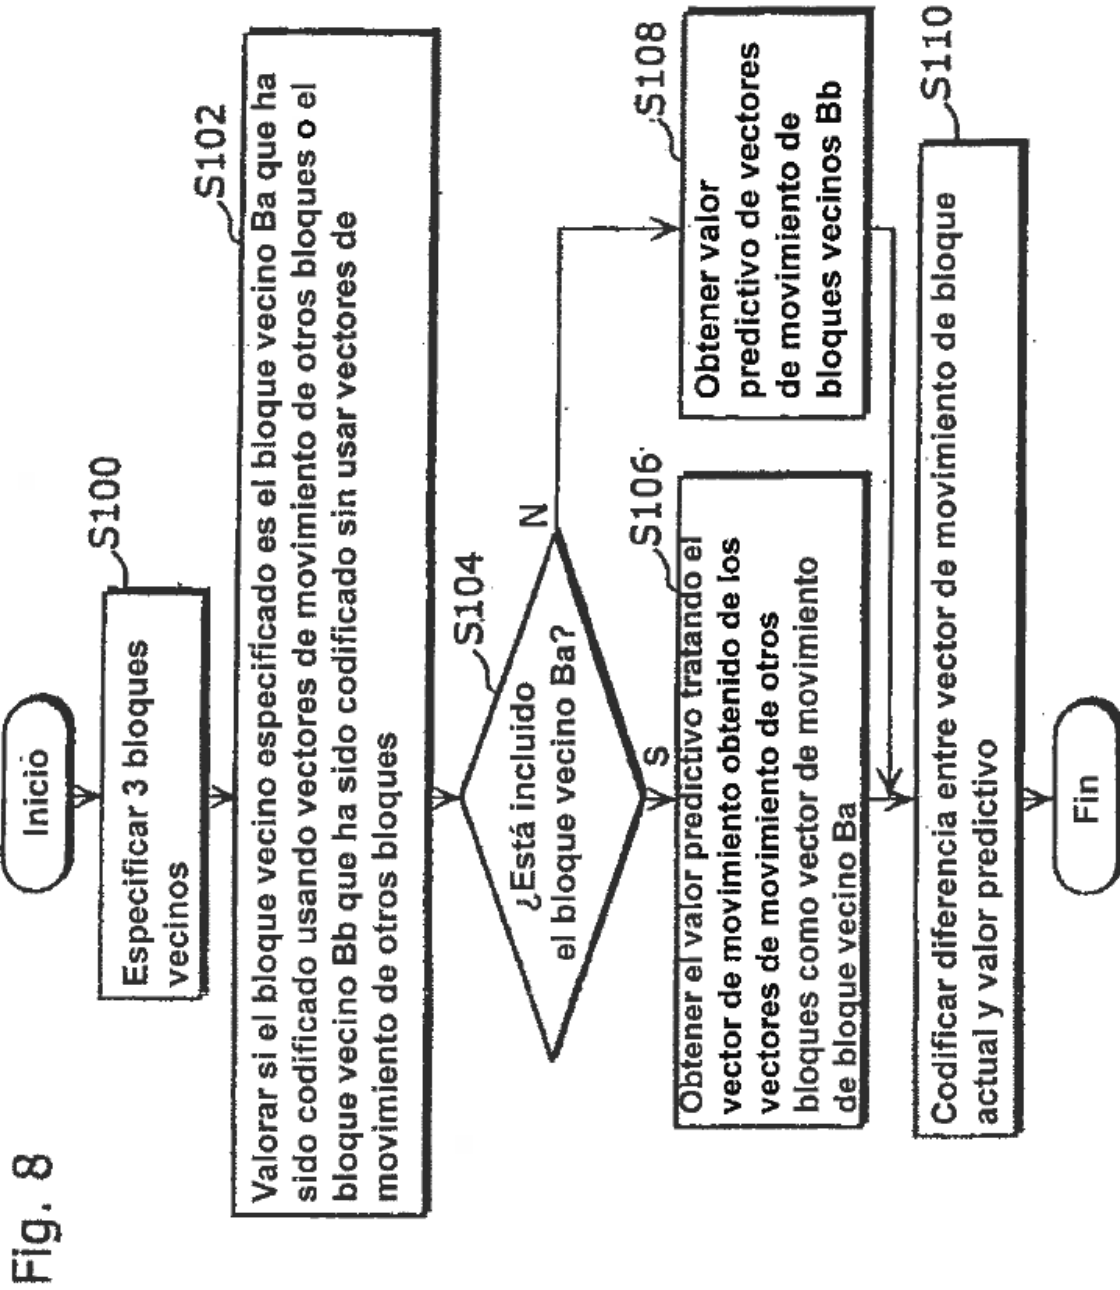 Fig. 8
Inicio
S100
Especificar 3 bloques
vecinos
S102
Valorar si el bloque vecino especificado es el bloque vecino Ba que ha
sido codificado usando vectores de movimiento de otros bloques o el
bloque vecino Bb que ha sido codificado sin usar vectores de
movimiento de otros bloques
S104
¿Está incluido
el bloque vecino Ba?
N
S
S106
Obtener el valor predictivo tratando el
vector de movimiento obtenido de los
vectores de movimiento de otros
bloques como vector de movimiento
de bloque vecino Ba
S108
Obtener valor
predictivo de vectores
de movimiento de
bloques vecinos Bb
S110
Codificar diferencia entre vector de movimiento de bloque
actual y valor predictivo
Fin